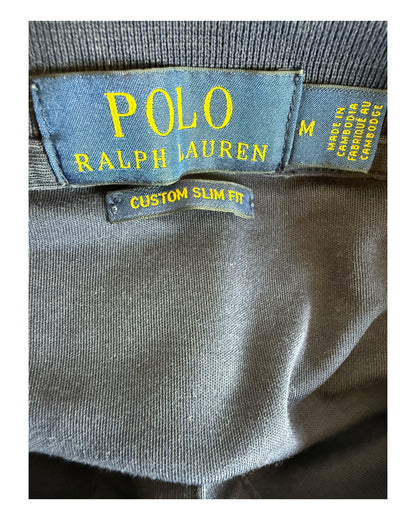 POLO
RALPH LAUREN
M
MADE IN
CAMBODIA
FABRIQUÉ AU
CAMBODGE
CUSTOM SLIM FIT